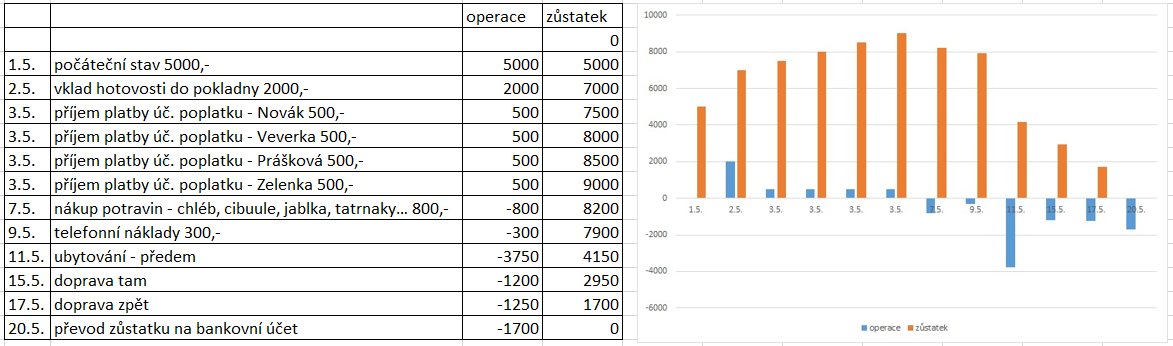 operace zůstatek
0
1.5. počáteční stav 5000,- 5000 5000
2.5. vklad hotovosti do pokladny 2000,- 2000 7000
3.5. příjem platby úč. poplatku - Novák 500,- 500 7500
3.5. příjem platby úč. poplatku - Veverka 500,- 500 8000
3.5. příjem platby úč. poplatku - Prášková 500,- 500 8500
3.5. příjem platby úč. poplatku - Zelenka 500,- 500 9000
7.5. nákup potravin - chléb, cibuule, jablka, tatrnaky... 800,- -800 8200
9.5. telefonní náklady 300,- -300 7900
11.5. ubytování - předem -3750 4150
15.5. doprava tam -1200 2950
17.5. doprava zpět -1250 1700
20.5. převod zůstatku na bankovní účet -1700 0
10000
8000
6000
4000
2000
0
1.5. 2.5. 3.5. 3.5. 3.5. 3.5. 7.5. 9.5. 11.5. 15.5. 17.5. 20.5.
-2000
-4000
-6000
operace zůstatek